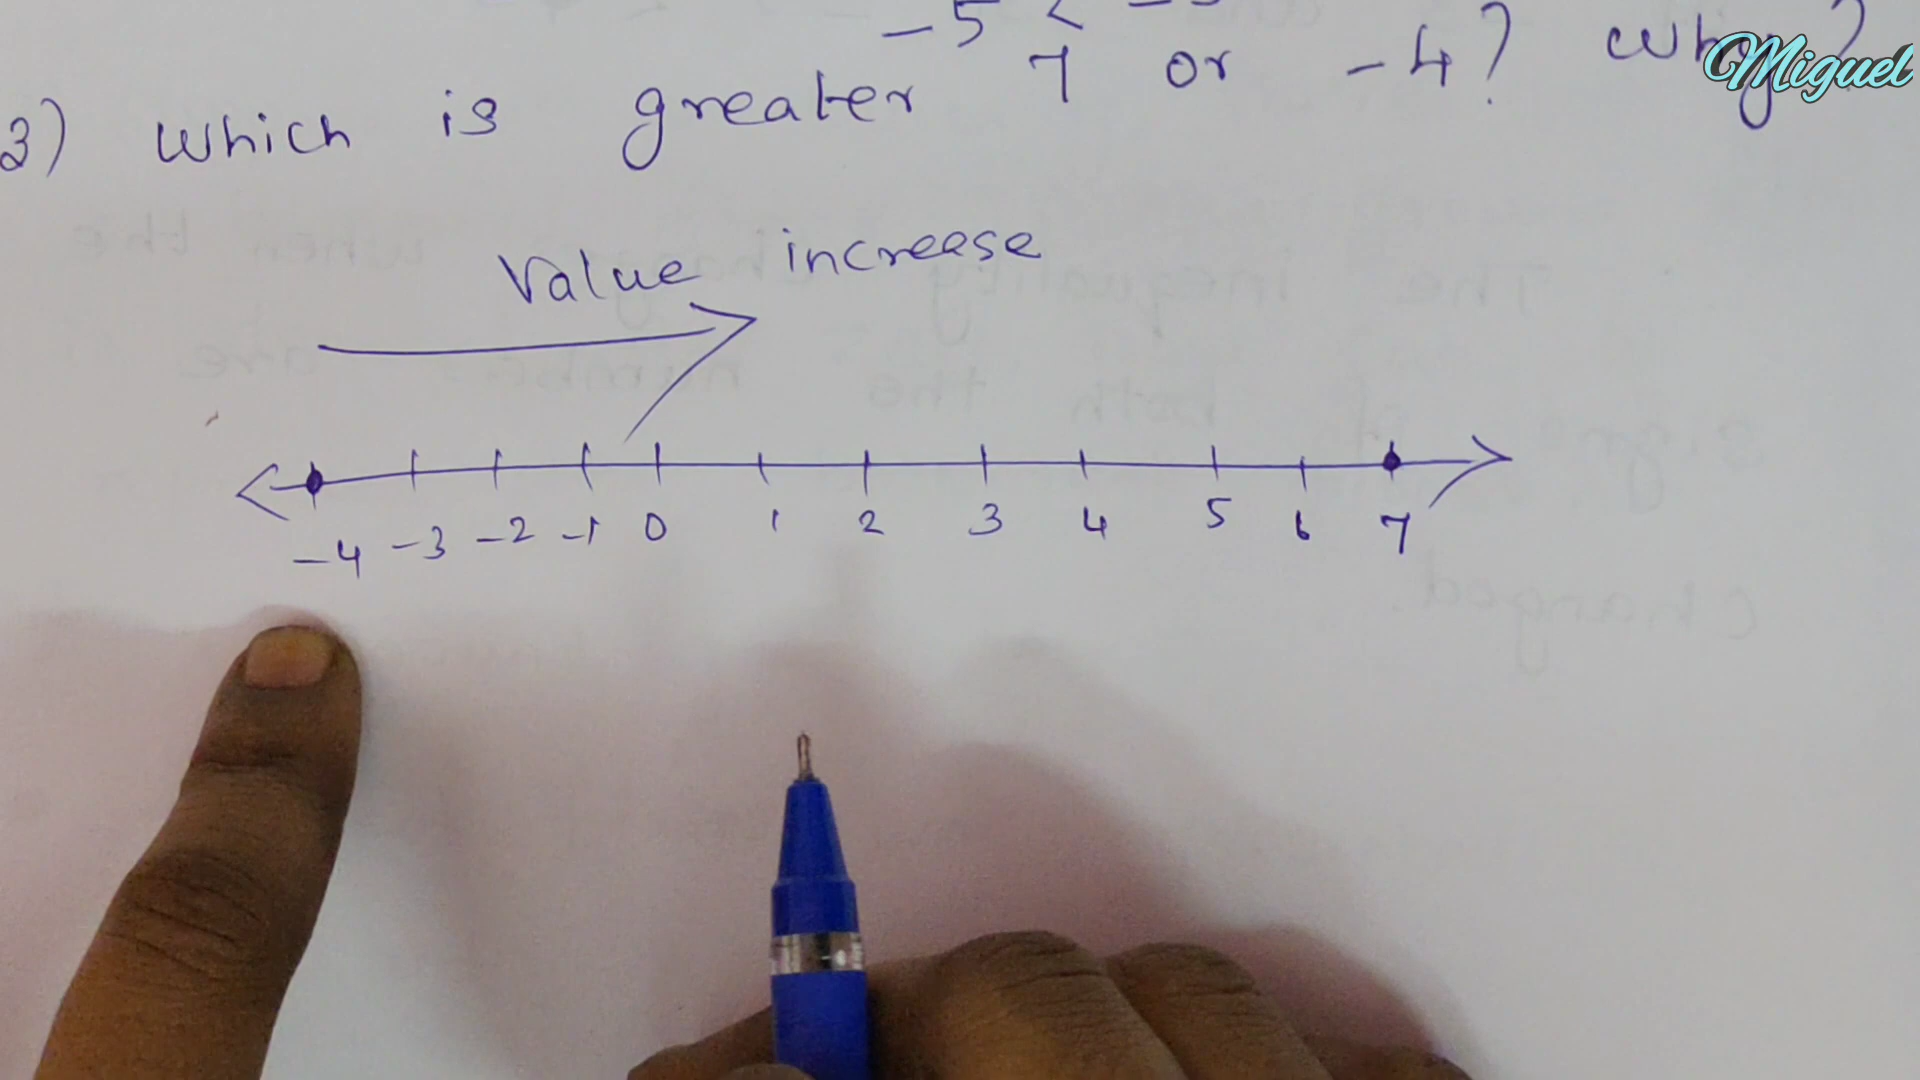 -5 <
3) which is greater 7 or -4? why?
Miguel
Value increase
-4 -3 -2 -1 0 1 2 3 4 5 6 7